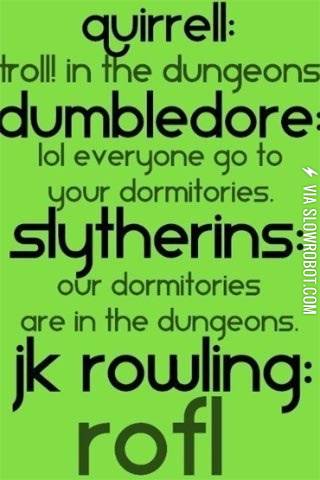 quirrell:
troll! in the dungeons
dumbledore:
lol everyone go to
your dormitories.
slytherins:
our dormitories
are in the dungeons.
jk rowling:
rofl
⚡ VIA SLOWROBOT.COM